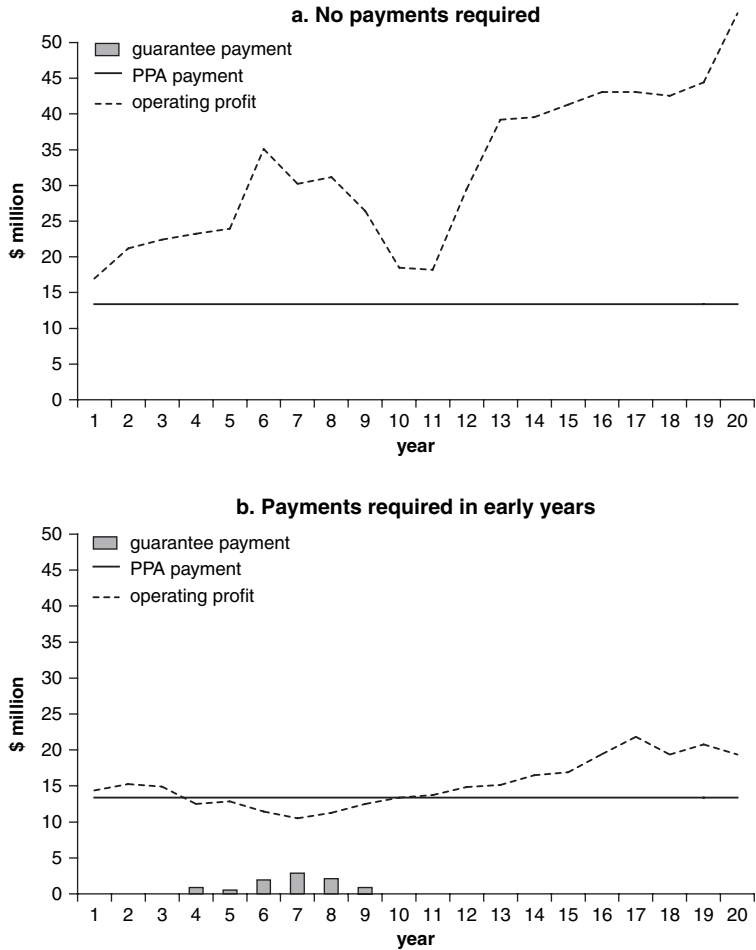 a. No payments required
guarantee payment
PPA payment
operating profit
$ million
50
45
40
35
30
25
20
15
10
5
0
1 2 3 4 5 6 7 8 9 10 11 12 13 14 15 16 17 18 19 20
year
b. Payments required in early years
guarantee payment
PPA payment
operating profit
$ million
50
45
40
35
30
25
20
15
10
5
0
1 2 3 4 5 6 7 8 9 10 11 12 13 14 15 16 17 18 19 20
year